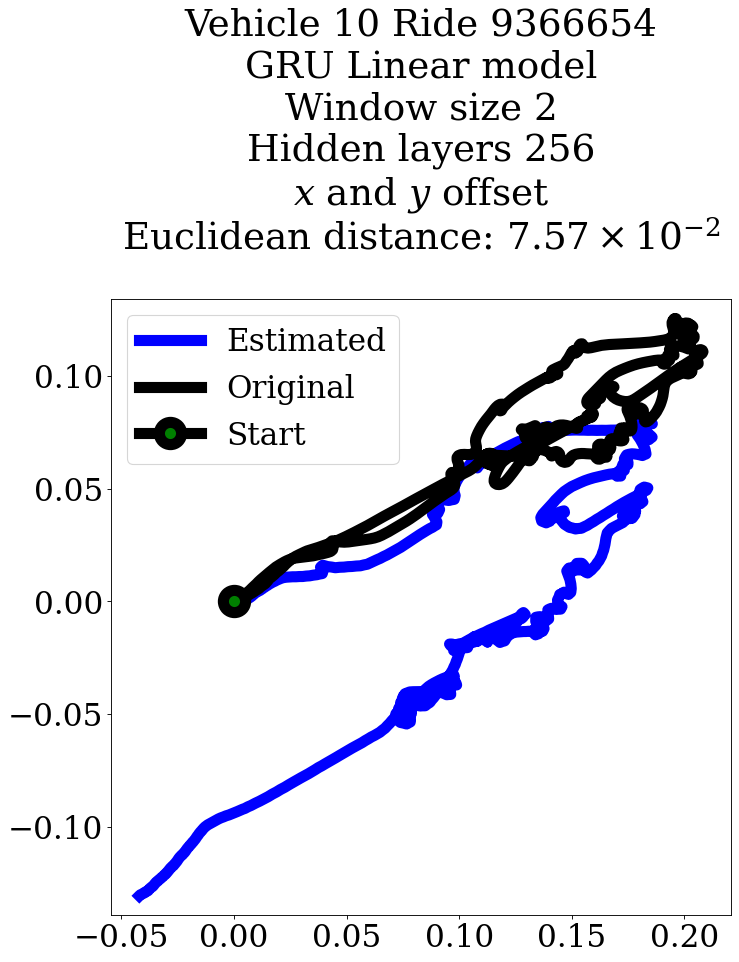 Vehicle 10 Ride 9366654
GRU Linear model
Window size 2
Hidden layers 256
x and y offset
Euclidean distance: 7.57 × 10⁻²
Estimated
Original
Start
0.10
0.05
0.00
−0.05
−0.10
−0.05 0.00 0.05 0.10 0.15 0.20